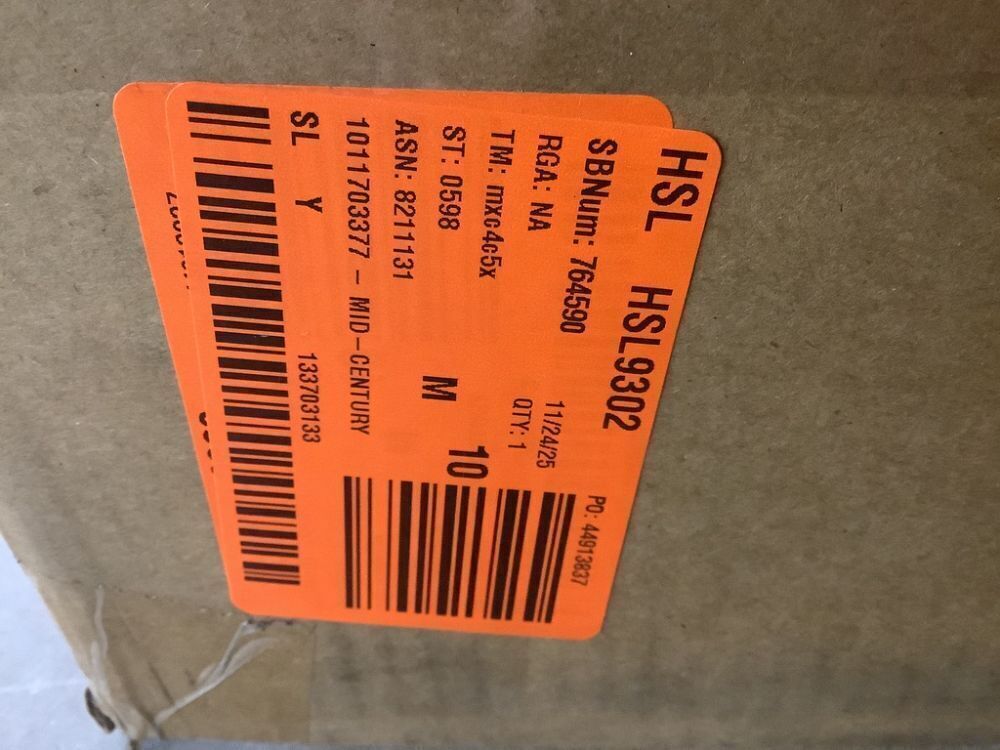 HSL HSL9302
SBNum: 764590 PO: 44913837
RGA: NA 11/24/25
TM: mxc4c5x QTY: 1
ST: 0598 10
ASN: 8211131 M
1011703377 - MID-CENTURY
SL Y 133703133